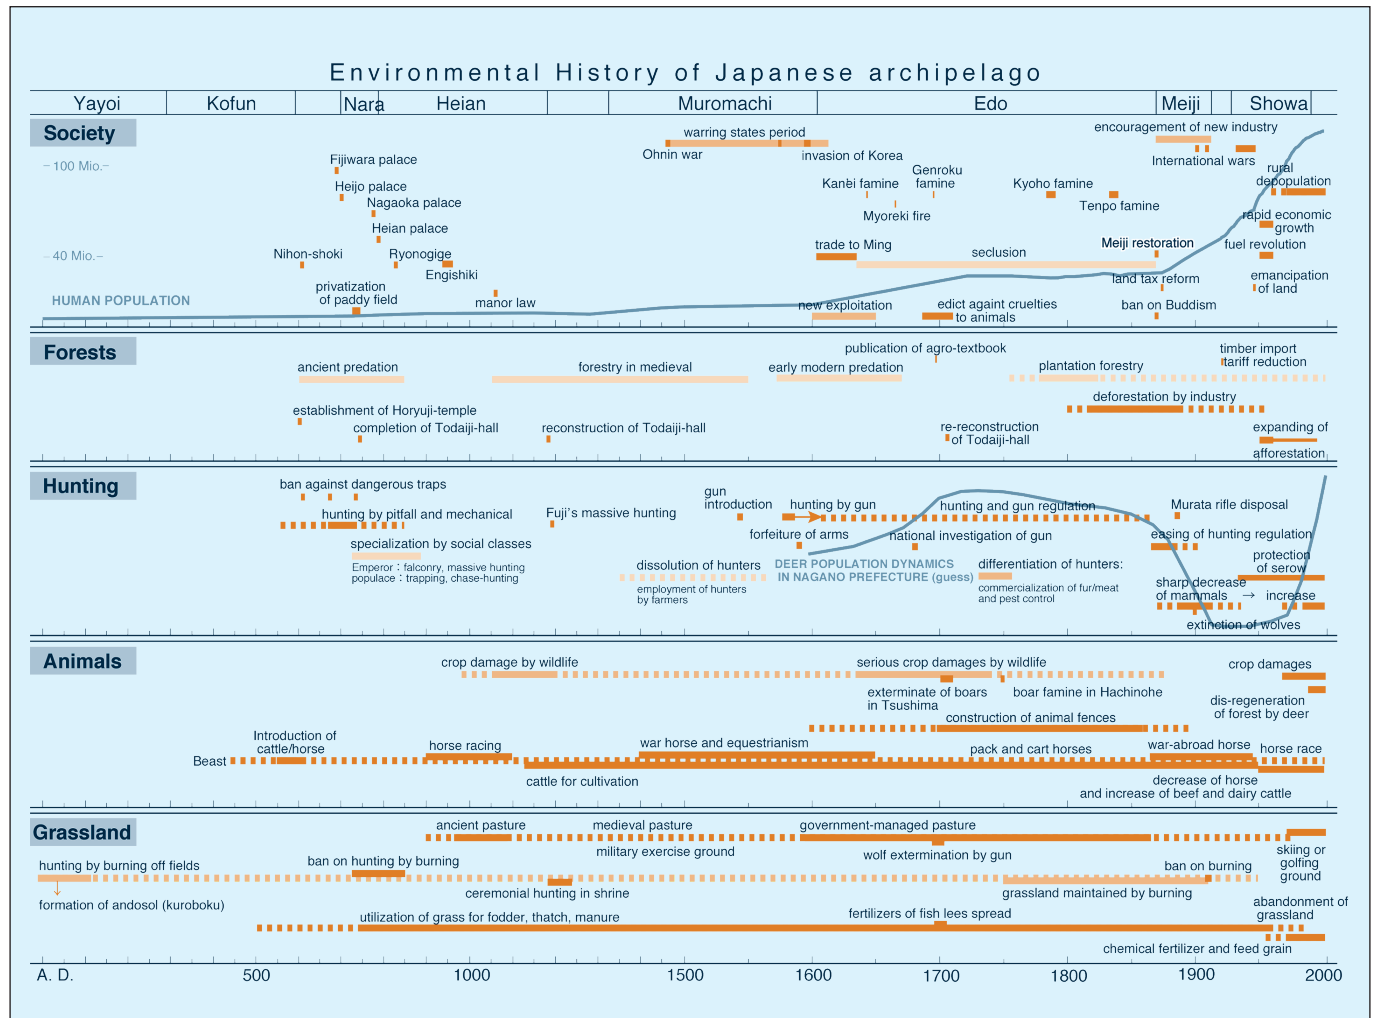 Environmental History of Japanese archipelago
Yayoi
Kofun
Nara
Heian
Muromachi
Edo
Meiji
Showa
Society
– 100 Mio.–
– 40 Mio.–
HUMAN POPULATION
Fijiwara palace
Heijo palace
Nagaoka palace
Heian palace
Nihon-shoki
Ryonogige
Engishiki
privatization
of paddy field
manor law
warring states period
Ohnin war
invasion of Korea
Kan'ei famine
Genroku
famine
Myoreki fire
Kyoho famine
Tenpo famine
trade to Ming
seclusion
new exploitation
edict againt cruelties
to animals
encouragement of new industry
International wars
rural
depopulation
rapid economic
growth
Meiji restoration
fuel revolution
land tax reform
emancipation
of land
ban on Buddism
Forests
ancient predation
forestry in medieval
early modern predation
publication of agro-textbook
plantation forestry
timber import
tariff reduction
deforestation by industry
establishment of Horyuji-temple
completion of Todaiji-hall
reconstruction of Todaiji-hall
re-reconstruction
of Todaiji-hall
expanding of
afforestation
Hunting
ban against dangerous traps
hunting by pitfall and mechanical
specialization by social classes
Emperor : falconry, massive hunting
populace : trapping, chase-hunting
Fuji's massive hunting
gun
introduction
hunting by gun
hunting and gun regulation
forfeiture of arms
national investigation of gun
dissolution of hunters
employment of hunters
by farmers
DEER POPULATION DYNAMICS
IN NAGANO PREFECTURE (guess)
differentiation of hunters:
commercialization of fur/meat
and pest control
Murata rifle disposal
easing of hunting regulation
protection
of serow
sharp decrease
of mammals → increase
extinction of wolves
Animals
crop damage by wildlife
serious crop damages by wildlife
crop damages
exterminate of boars
in Tsushima
boar famine in Hachinohe
dis-regeneration
of forest by deer
construction of animal fences
Introduction of
cattle/horse
Beast
horse racing
war horse and equestrianism
pack and cart horses
war-abroad horse
horse race
cattle for cultivation
decrease of horse
and increase of beef and dairy cattle
Grassland
ancient pasture
medieval pasture
government-managed pasture
military exercise ground
wolf extermination by gun
skiing or
golfing
ground
hunting by burning off fields
ban on hunting by burning
ban on burning
ceremonial hunting in shrine
grassland maintained by burning
formation of andosol (kuroboku)
utilization of grass for fodder, thatch, manure
fertilizers of fish lees spread
abandonment of
grassland
chemical fertilizer and feed grain
A. D.
500
1000
1500
1600
1700
1800
1900
2000